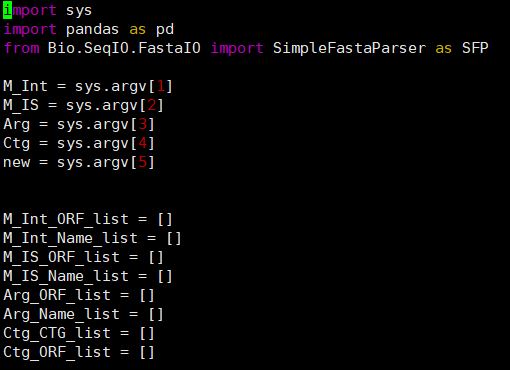 import sys
import pandas as pd
from Bio.SeqIO.FastaIO import SimpleFastaParser as SFP
M_Int = sys.argv[1]
M_IS = sys.argv[2]
Arg = sys.argv[3]
Ctg = sys.argv[4]
new = sys.argv[5]
M_Int_ORF_list = []
M_Int_Name_list = []
M_IS_ORF_list = []
M_IS_Name_list = []
Arg_ORF_list = []
Arg_Name_list = []
Ctg_CTG_list = []
Ctg_ORF_list = []